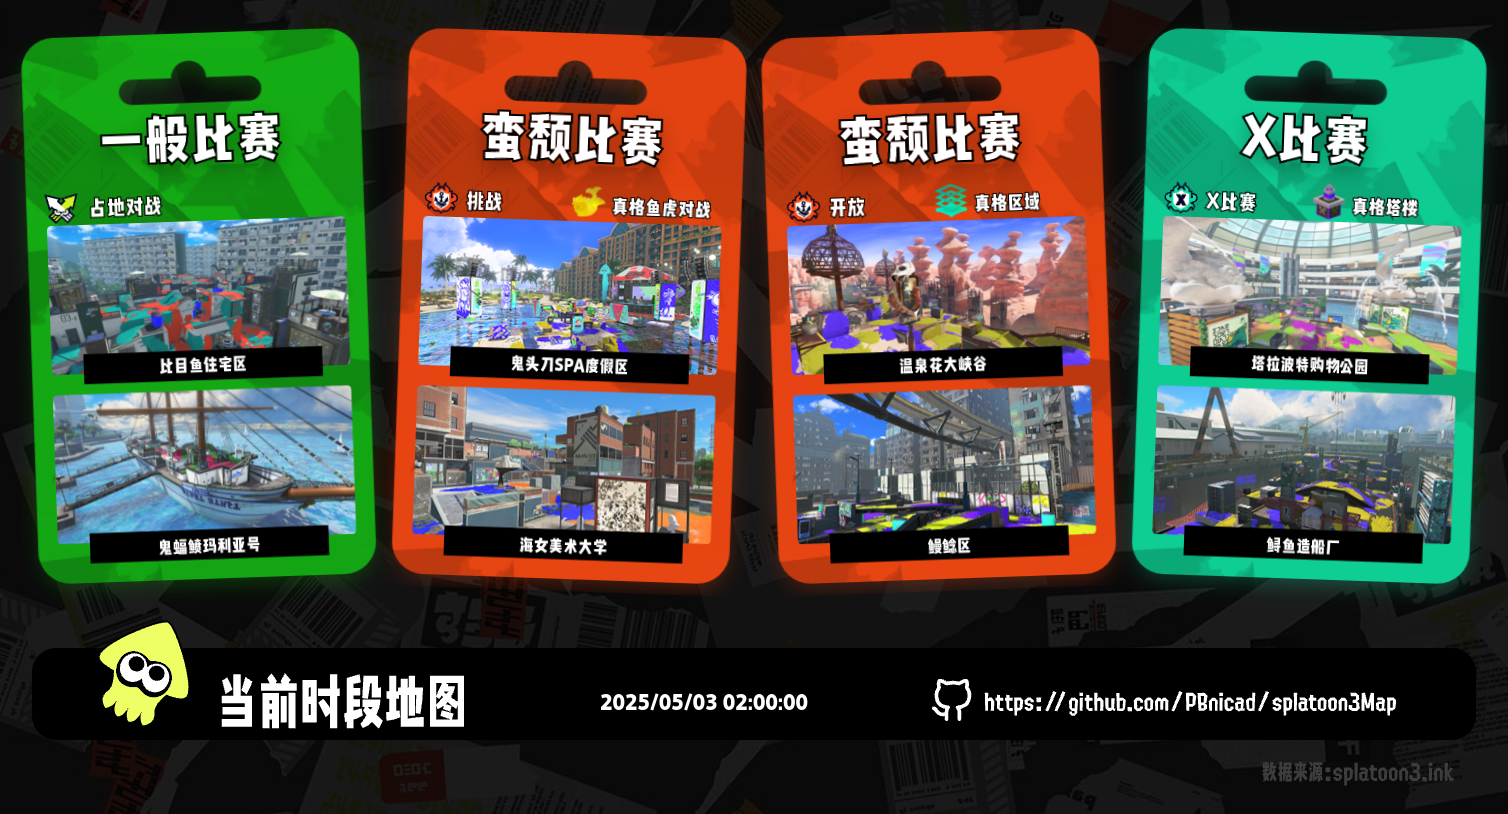 一般比赛
占地对战
比目鱼住宅区
鬼蝠鲼玛利亚号
蛮颓比赛
挑战
真格鱼虎对战
鬼头刀SPA度假区
海女美术大学
蛮颓比赛
开放
真格区域
温泉花大峡谷
鳗鲶区
X比赛
X比赛
真格塔楼
塔拉波特购物公园
鲟鱼造船厂
当前时段地图
2025/05/03 02:00:00
https://github.com/PBnicad/splatoon3Map
数据来源:splatoon3.ink